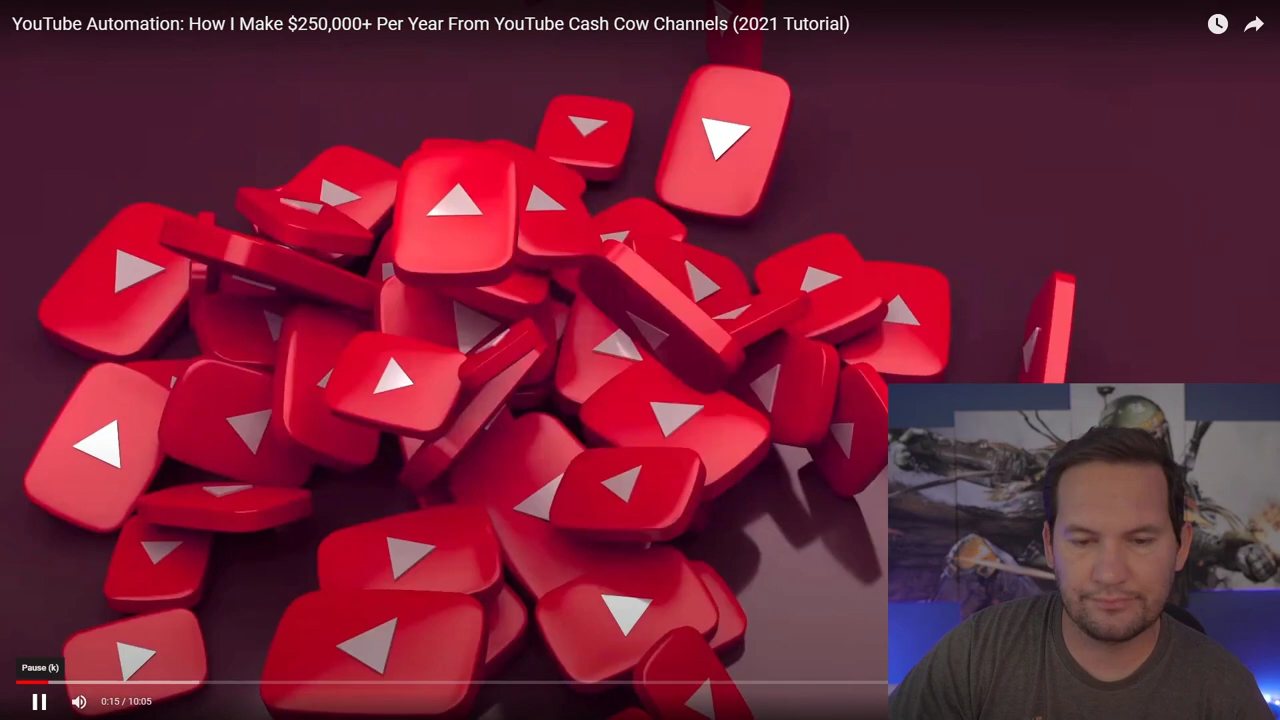 YouTube Automation: How I Make $250,000+ Per Year From YouTube Cash Cow Channels (2021 Tutorial)
Pause (k)
0:15 / 10:05